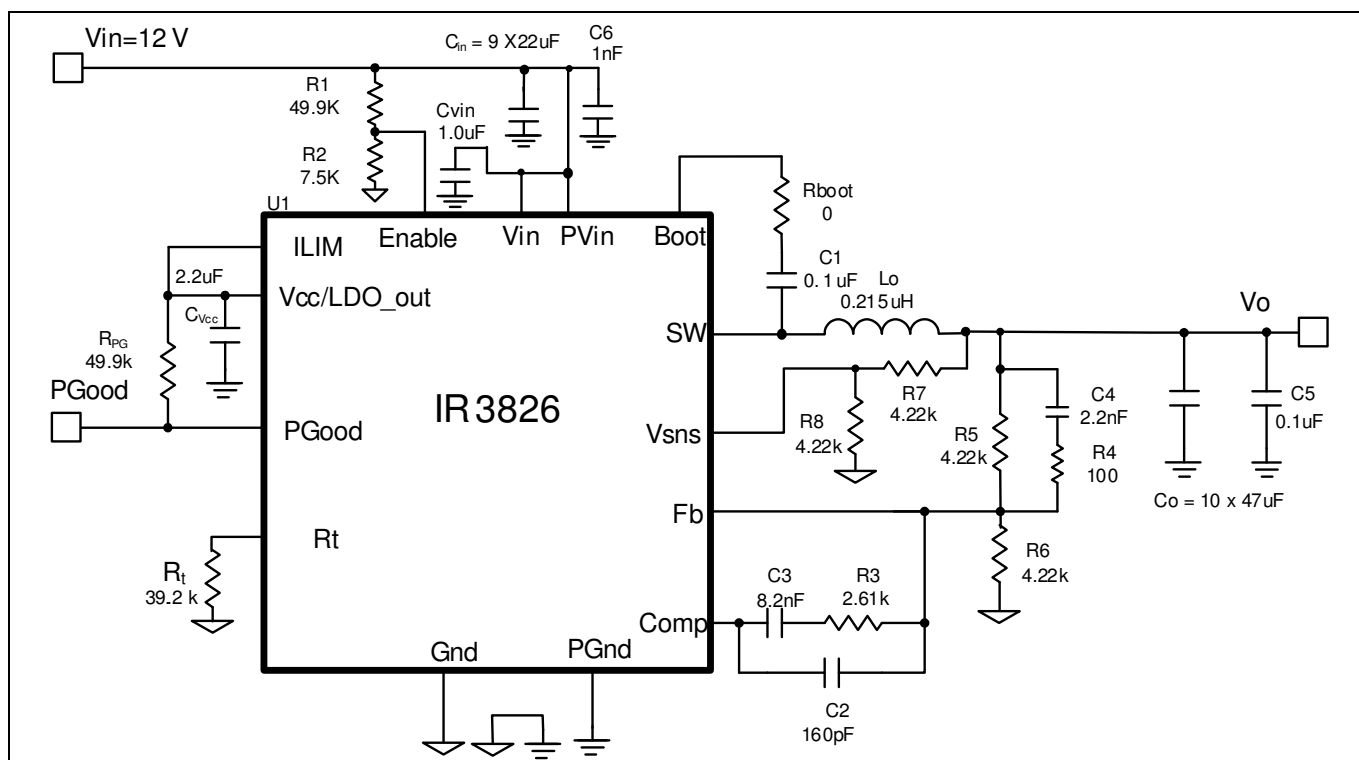 Vin=12 V
Cin = 9 X22uF
C6
1nF
R1
49.9K
Cvin
1.0uF
R2
7.5K
U1
Rboot
0
Enable
Vin
PVin
Boot
ILIM
2.2uF
Vcc/LDO_out
CVcc
C1
0.1uF
Lo
0.215uH
Vo
SW
RPG
49.9k
PGood
IR3826
R7
4.22k
C4
2.2nF
C5
0.1uF
PGood
Vsns
R8
4.22k
R5
4.22k
R4
100
Co = 10 x 47uF
Fb
Rt
Rt
39.2 k
R6
4.22k
C3
8.2nF
R3
2.61k
Comp
Gnd
PGnd
C2
160pF